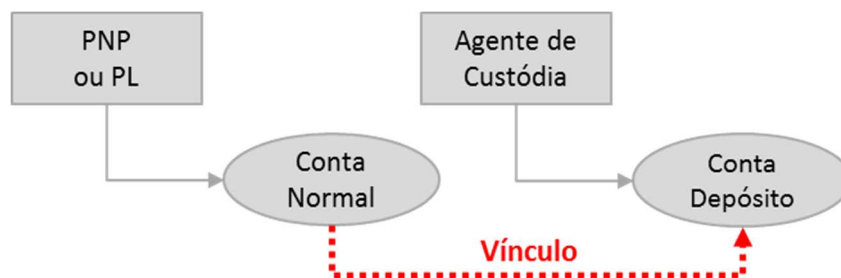 PNP
ou PL
Agente de
Custódia
Conta
Normal
Conta
Depósito
Vínculo